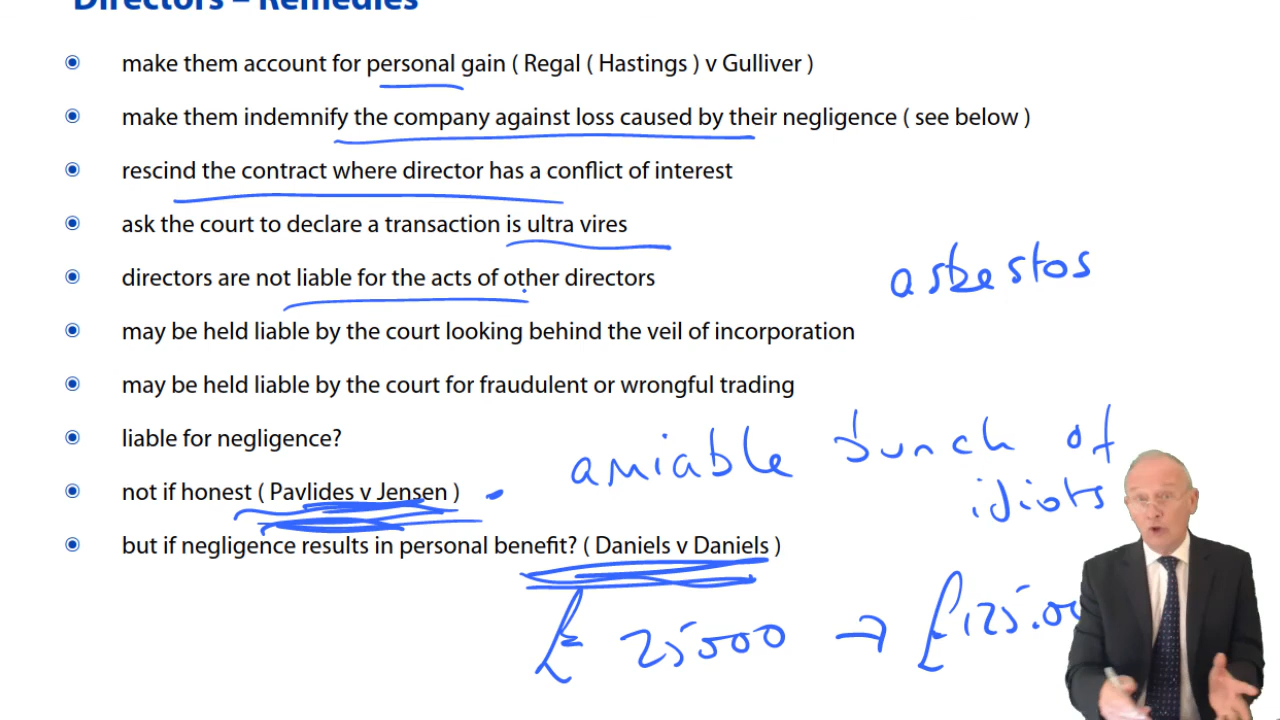 Directors – Remedies
make them account for personal gain ( Regal ( Hastings ) v Gulliver )
make them indemnify the company against loss caused by their negligence ( see below )
rescind the contract where director has a conflict of interest
ask the court to declare a transaction is ultra vires
directors are not liable for the acts of other directors
asbestos
may be held liable by the court looking behind the veil of incorporation
may be held liable by the court for fraudulent or wrongful trading
liable for negligence?
amiable bunch of
idiots
not if honest ( Pavlides v Jensen )
but if negligence results in personal benefit? ( Daniels v Daniels )
£ 25000 → £125.00